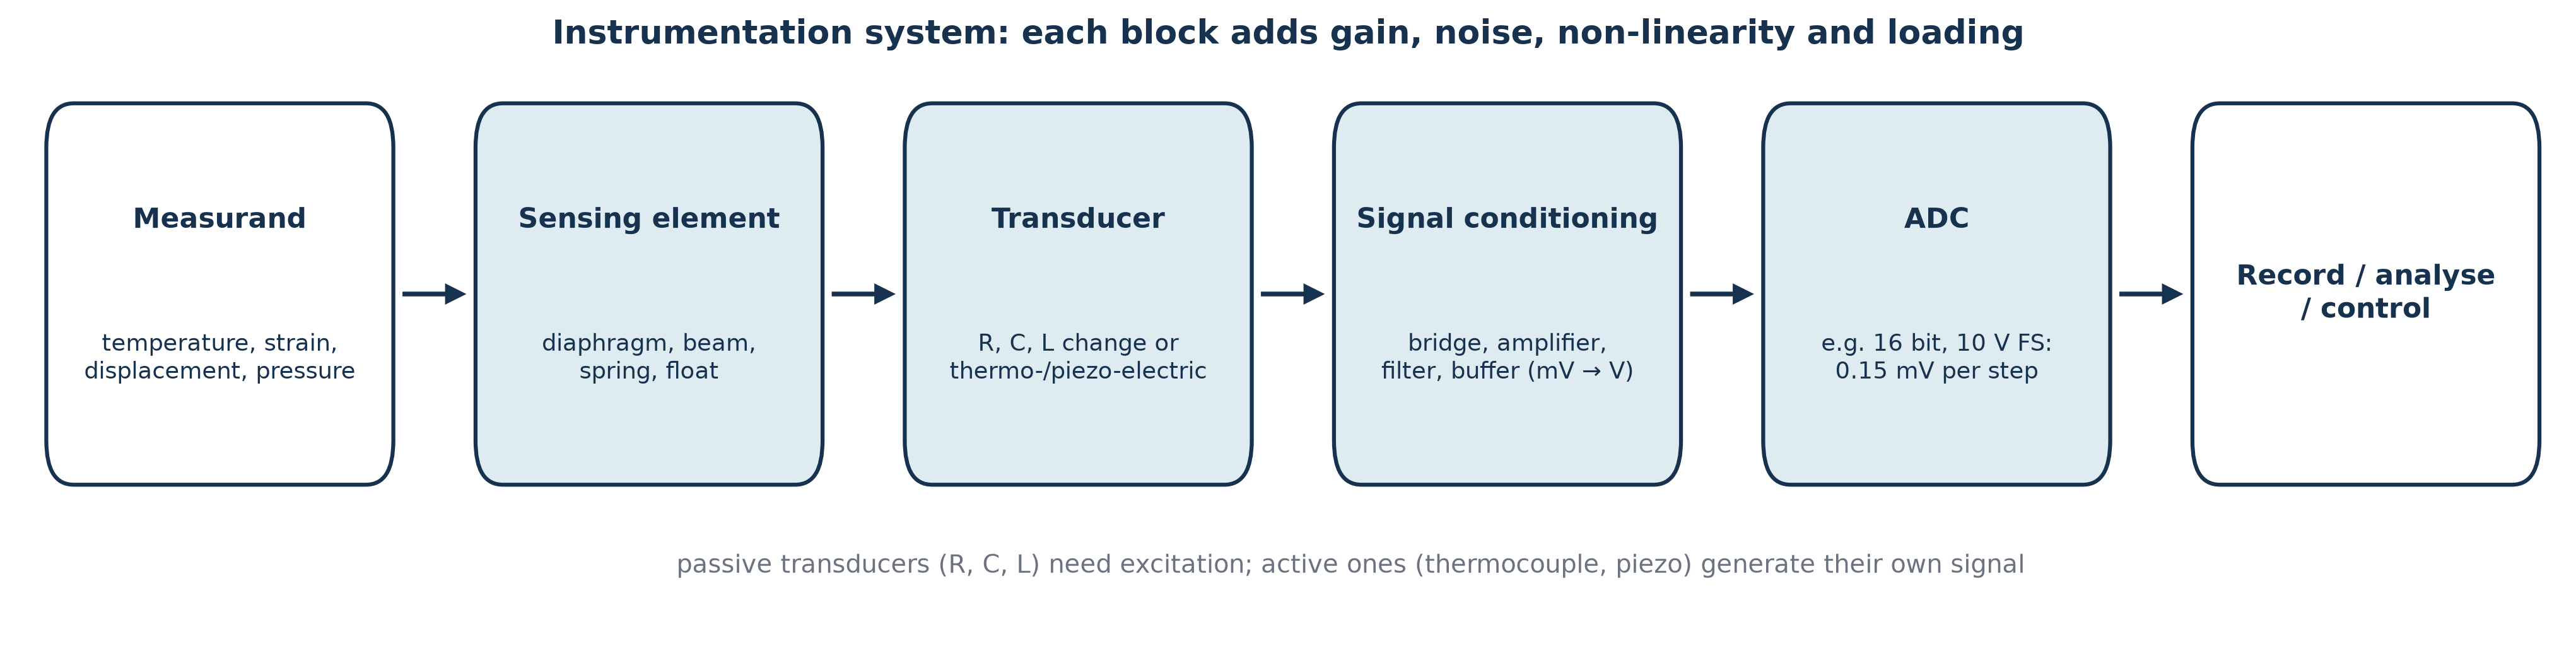 Instrumentation system: each block adds gain, noise, non-linearity and loading
Measurand
temperature, strain,
displacement, pressure
Sensing element
diaphragm, beam,
spring, float
Transducer
R, C, L change or
thermo-/piezo-electric
Signal conditioning
bridge, amplifier,
filter, buffer (mV → V)
ADC
e.g. 16 bit, 10 V FS:
0.15 mV per step
Record / analyse
/ control
passive transducers (R, C, L) need excitation; active ones (thermocouple, piezo) generate their own signal